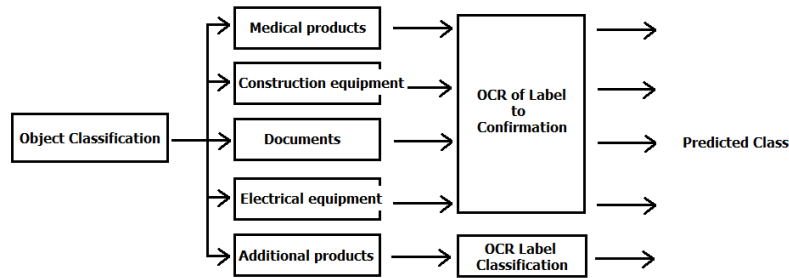 Object Classification
Medical products
Construction equipment
Documents
Electrical equipment
Additional products
OCR of Label
to
Confirmation
OCR Label
Classification
Predicted Class